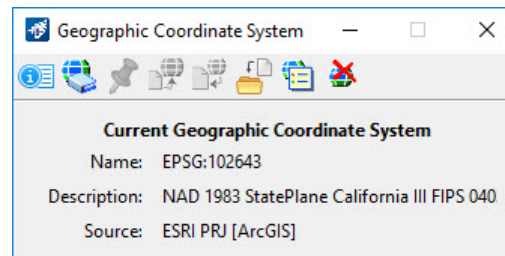 Geographic Coordinate System
Current Geographic Coordinate System
Name: EPSG:102643
Description: NAD 1983 StatePlane California III FIPS 040
Source: ESRI PRJ [ArcGIS]